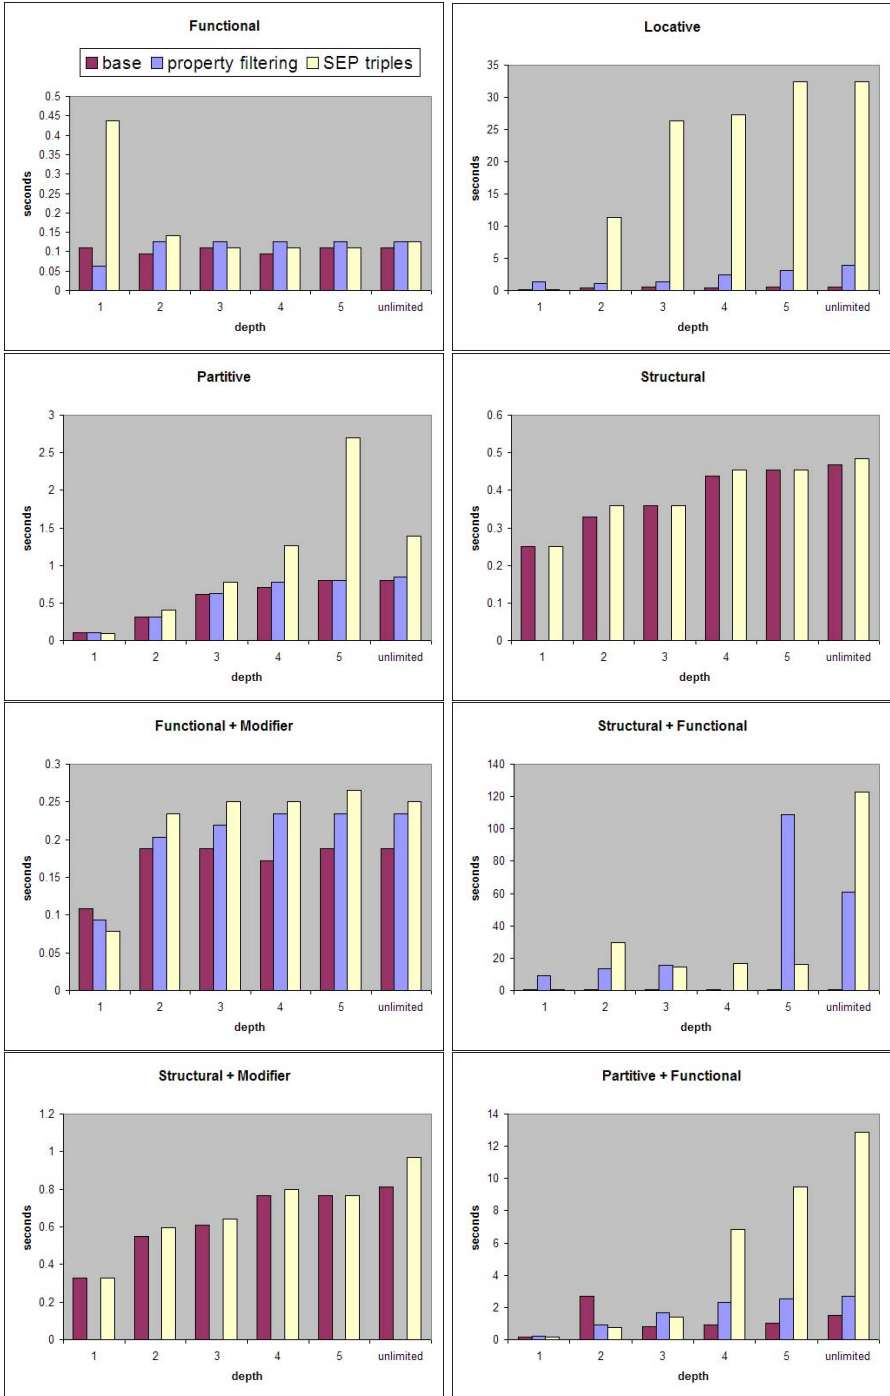 Functional
base property filtering SEP triples
0.5
0.45
0.4
0.35
0.3
0.25
0.2
0.15
0.1
0.05
0
seconds
1 2 3 4 5 unlimited
depth
Locative
35
30
25
20
15
10
5
0
seconds
1 2 3 4 5 unlimited
depth
Partitive
3
2.5
2
1.5
1
0.5
0
seconds
1 2 3 4 5 unlimited
depth
Structural
0.6
0.5
0.4
0.3
0.2
0.1
0
seconds
1 2 3 4 5 unlimited
depth
Functional + Modifier
0.3
0.25
0.2
0.15
0.1
0.05
0
seconds
1 2 3 4 5 unlimited
depth
Structural + Functional
140
120
100
80
60
40
20
0
seconds
1 2 3 4 5 unlimited
depth
Structural + Modifier
1.2
1
0.8
0.6
0.4
0.2
0
seconds
1 2 3 4 5 unlimited
depth
Partitive + Functional
14
12
10
8
6
4
2
0
seconds
1 2 3 4 5 unlimited
depth